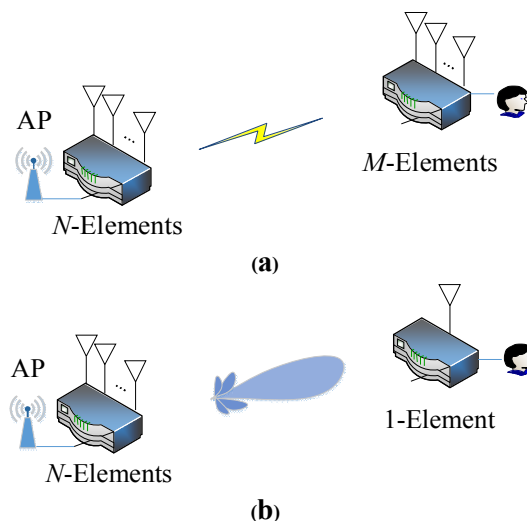 ...
AP
...
N-Elements
M-Elements
(a)
AP
...
N-Elements
1-Element
(b)